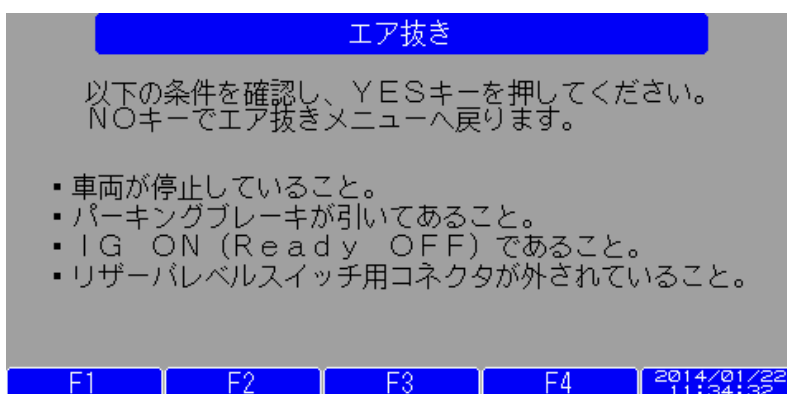 エア抜き
以下の条件を確認し、YESキーを押してください。
NOキーでエア抜きメニューへ戻ります。
▪車両が停止していること。
▪パーキングブレーキが引いてあること。
▪IG ON(Ready OFF)であること。
▪リザーバレベルスイッチ用コネクタが外されていること。
F1 F2 F3 F4 2014/01/22
11:34:32